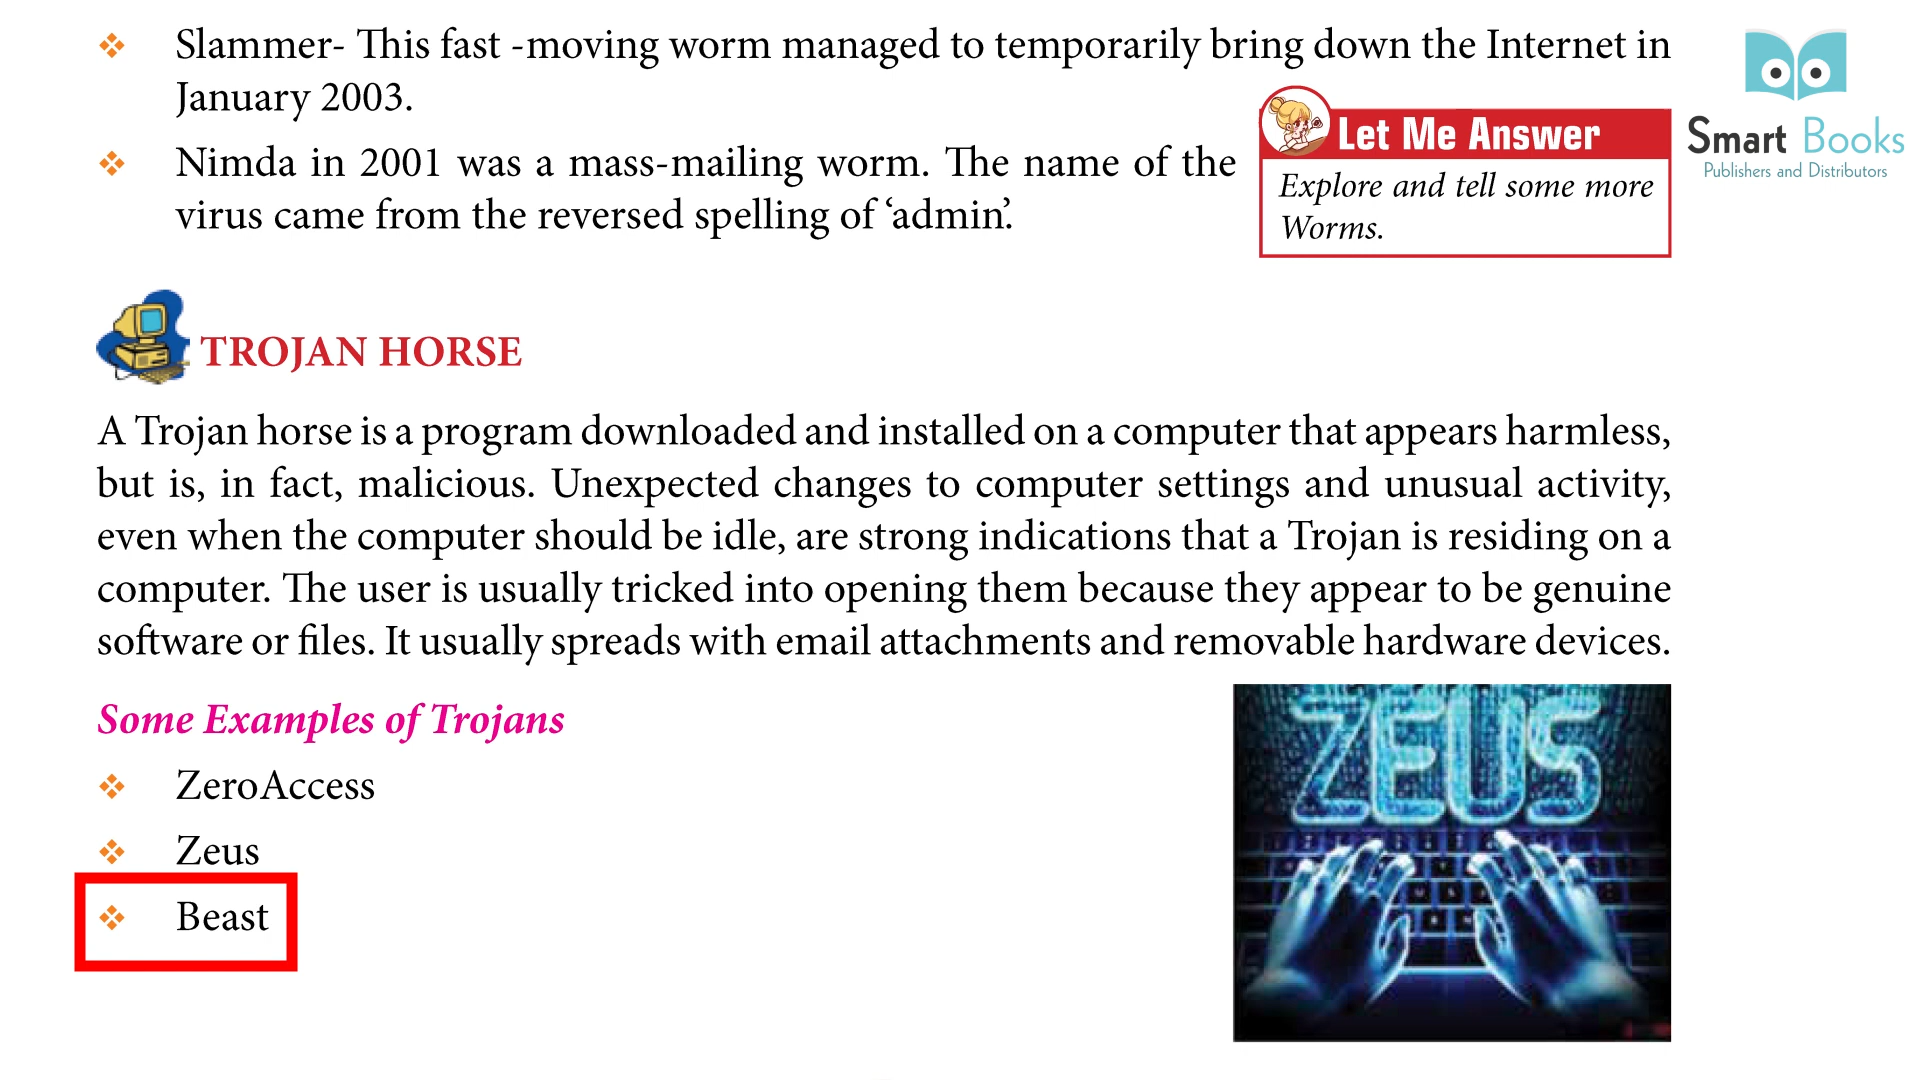 ❖ Slammer- This fast -moving worm managed to temporarily bring down the Internet in
January 2003.
❖ Nimda in 2001 was a mass-mailing worm. The name of the
virus came from the reversed spelling of ‘admin’.
Let Me Answer
Explore and tell some more
Worms.
Smart Books
Publishers and Distributors
TROJAN HORSE
A Trojan horse is a program downloaded and installed on a computer that appears harmless,
but is, in fact, malicious. Unexpected changes to computer settings and unusual activity,
even when the computer should be idle, are strong indications that a Trojan is residing on a
computer. The user is usually tricked into opening them because they appear to be genuine
software or files. It usually spreads with email attachments and removable hardware devices.
Some Examples of Trojans
❖ ZeroAccess
❖ Zeus
❖ Beast
ZEUS